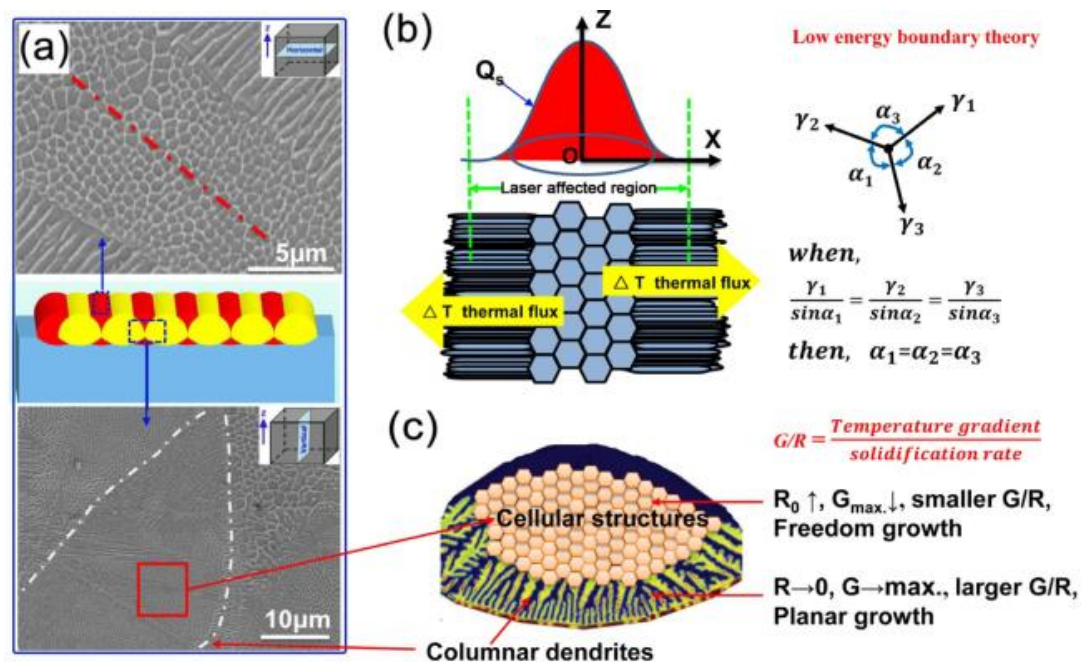 (a)
Z
Horizontal
5μm
Z
Vertical
10μm
(b)
Z
Qs
O
X
Laser affected region
△ T thermal flux
△ T thermal flux
Low energy boundary theory
γ1
γ2
γ3
α3
α1
α2
when,
γ1/sinα1 = γ2/sinα2 = γ3/sinα3
then, α1=α2=α3
(c)
Cellular structures
Columnar dendrites
G/R = Temperature gradient/solidification rate
R0 ↑, Gmax.↓, smaller G/R,
Freedom growth
R→0, G→max., larger G/R,
Planar growth